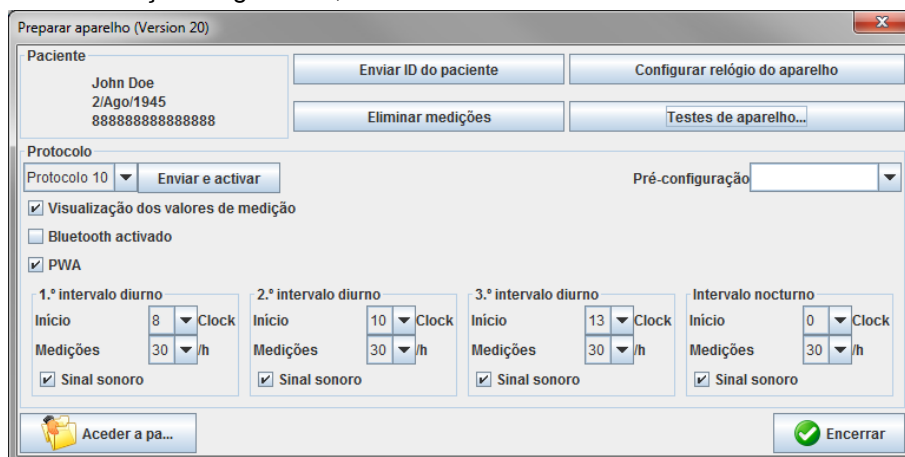 Preparar aparelho (Version 20)
Paciente
John Doe
2/Ago/1945
888888888888888
Enviar ID do paciente
Configurar relógio do aparelho
Eliminar medições
Testes de aparelho...
Protocolo
Protocolo 10 Enviar e activar Pré-configuração
Visualização dos valores de medição
Bluetooth activado
PWA
1.º intervalo diurno
Início 8 Clock
Medições 30 /h
Sinal sonoro
2.º intervalo diurno
Início 10 Clock
Medições 30 /h
Sinal sonoro
3.º intervalo diurno
Início 13 Clock
Medições 30 /h
Sinal sonoro
Intervalo nocturno
Início 0 Clock
Medições 30 /h
Sinal sonoro
Aceder a pa...
Encerrar